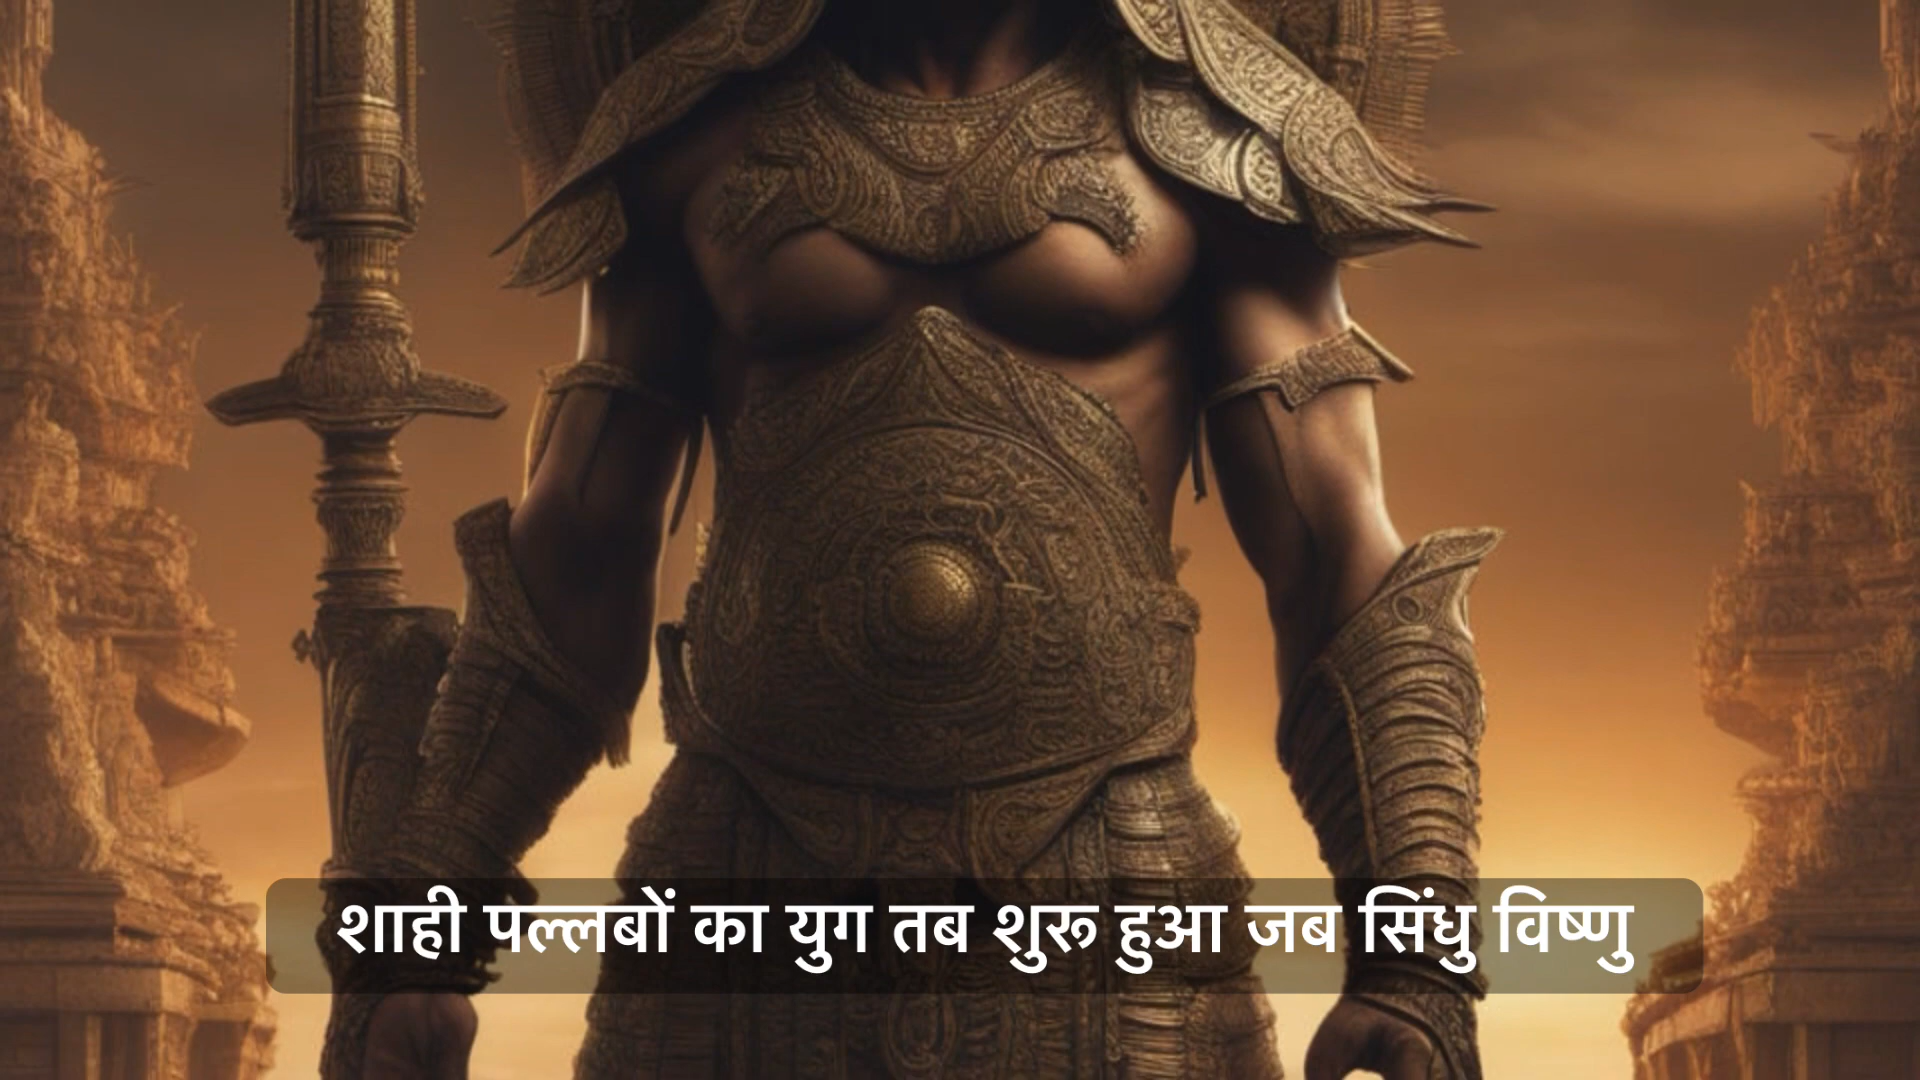 शाही पल्लबों का युग तब शुरू हुआ जब सिंधु विष्णु